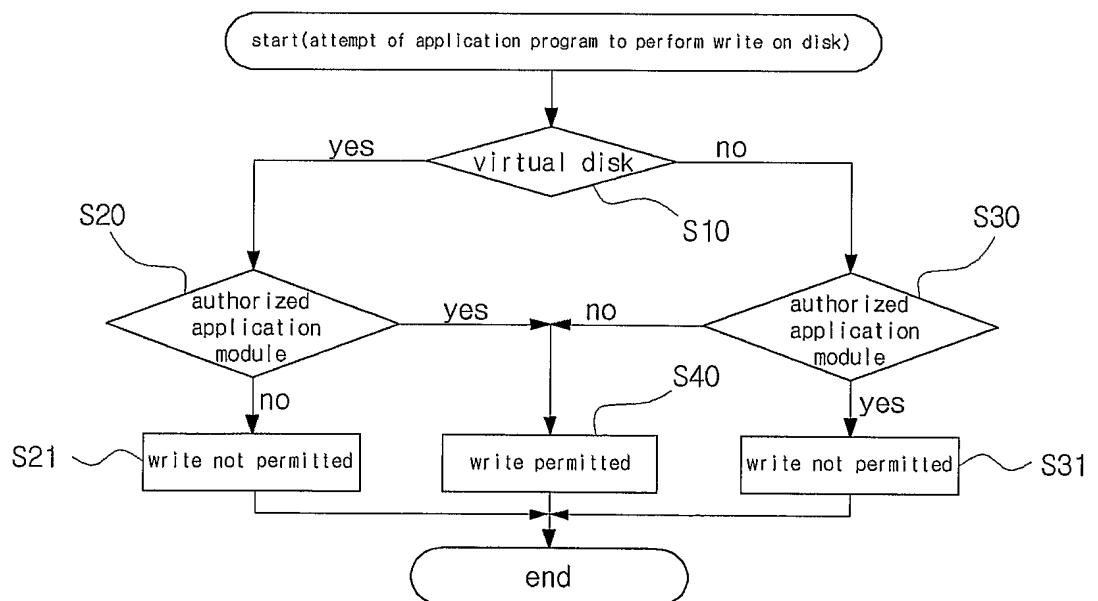 start(attempt of application program to perform write on disk)
yes
virtual disk
no
S10
S20
S30
authorized
application
module
yes
no
authorized
application
module
no
S40
yes
S21
write not permitted
write permitted
write not permitted
S31
end